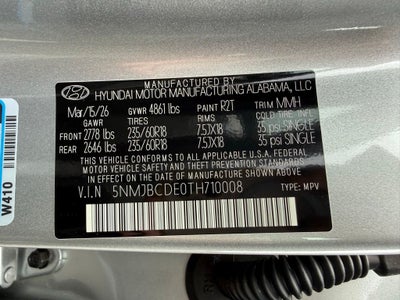 MANUFACTURED BY
HYUNDAI MOTOR MANUFACTURING ALABAMA, LLC
Mar/15/26 GVWR 4861 lbs PAINT R2T TRIM MMH
GAWR TIRES RIMS COLD TIRE INFO
FRONT 2778 lbs 235/60R18 7.5JX18 35 psi SINGLE
REAR 2646 lbs 235/60R18 7.5JX18 35 psi SINGLE
THIS VEHICLE CONFORMS TO ALL APPLICABLE
FEDERAL MOTOR VEHICLE SAFETY AND THEFT PREVENTION STANDARDS
IN EFFECT ON THE DATE OF MANUFACTURE SHOWN ABOVE.
V.I.N 5NMJBCDE0TH710008 TYPE: MPV
W410